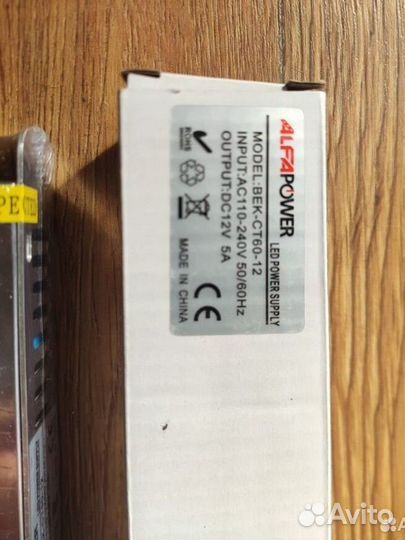 ALFAPOWER
LED POWER SUPPLY
MODEL:BEK-CT60-12
INPUT:AC110-240V 50/60Hz
OUTPUT:DC12V 5A
ROHS
MADE IN CHINA
CE
Avito